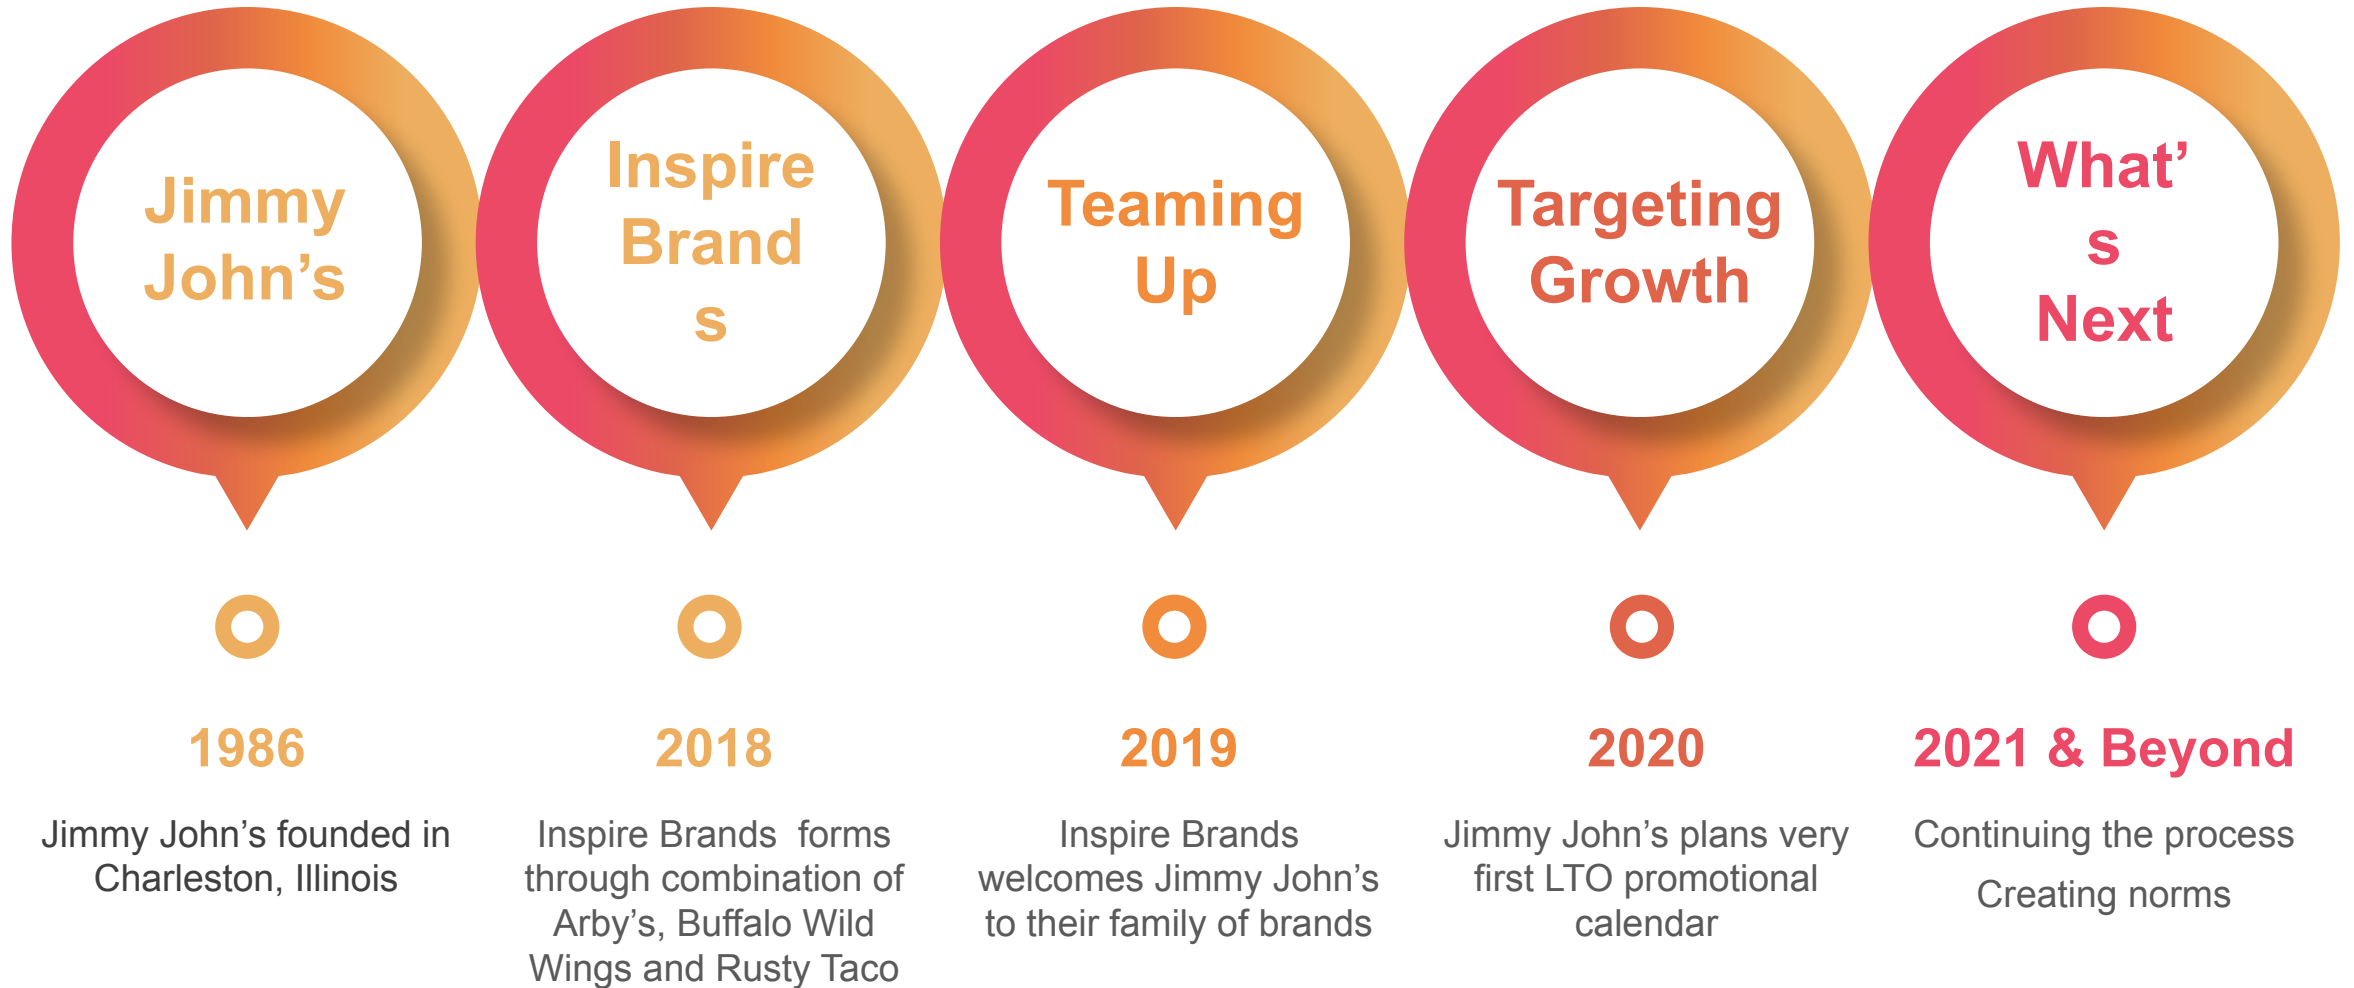 Jimmy
John’s
Inspire
Brand
s
Teaming
Up
Targeting
Growth
What’
s
Next
1986
Jimmy John’s founded in
Charleston, Illinois
2018
Inspire Brands  forms
through combination of
Arby’s, Buffalo Wild
Wings and Rusty Taco
2019
Inspire Brands
welcomes Jimmy John’s
to their family of brands
2020
Jimmy John’s plans very
first LTO promotional
calendar
2021 & Beyond
Continuing the process
Creating norms